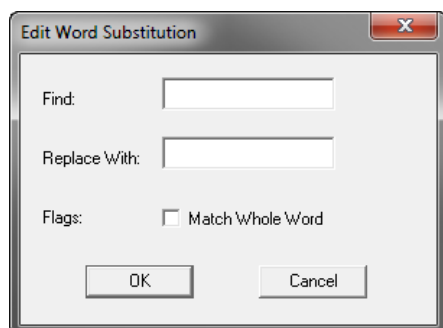 Edit Word Substitution
Find:
Replace With:
Flags: Match Whole Word
OK Cancel